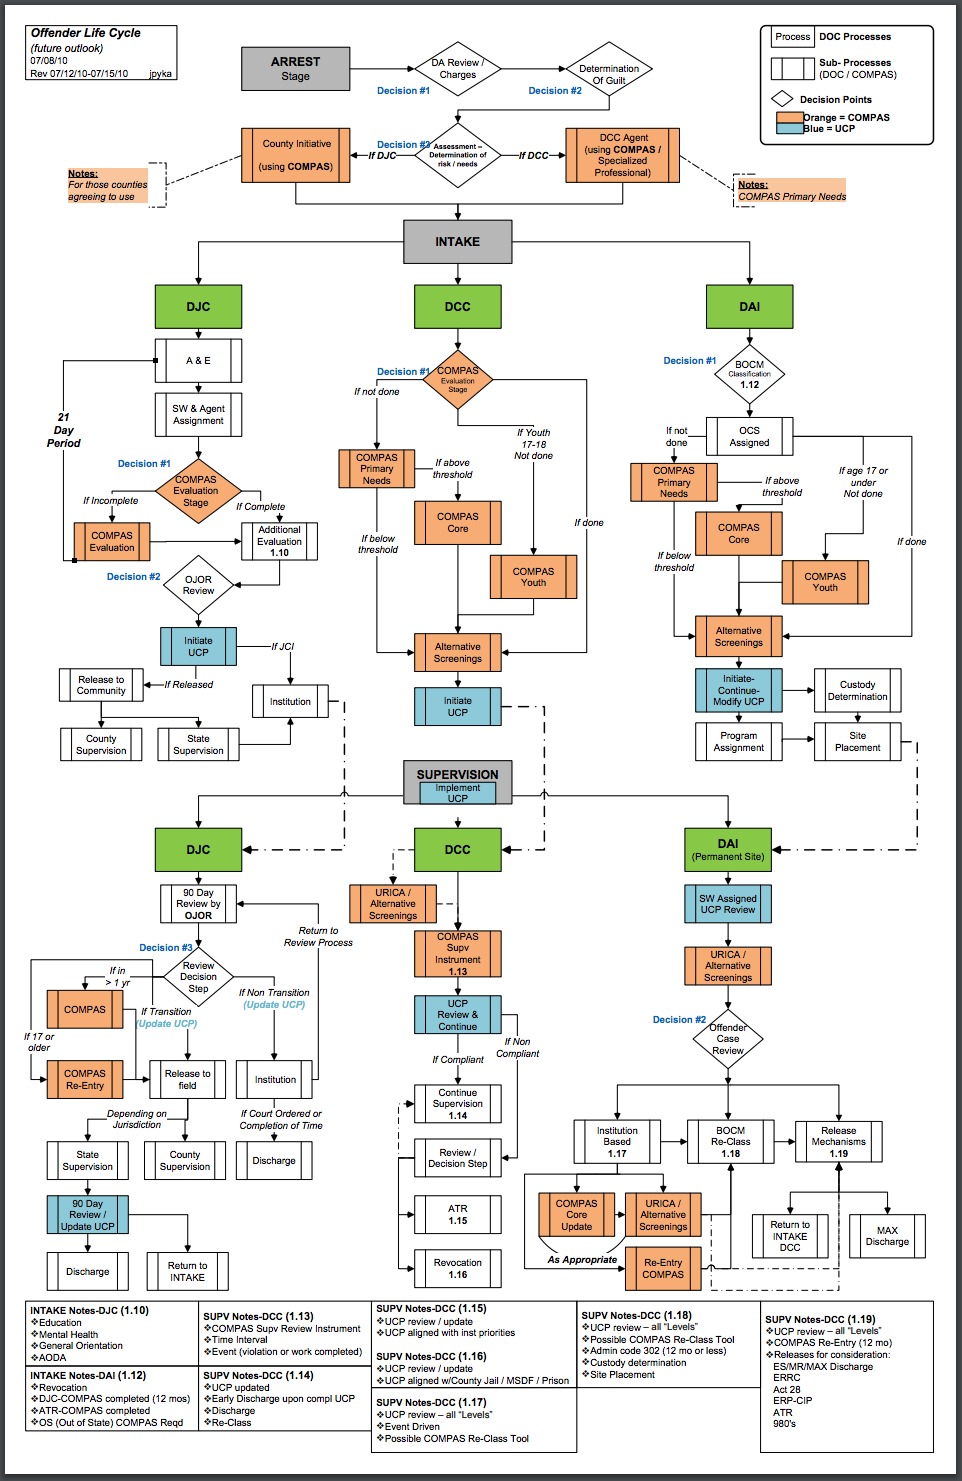 Offender Life Cycle
(future outlook)
07/08/10
Rev 07/12/10-07/15/10 jpyka
ARREST
Stage
DA Review /
Charges
Decision #1
Determination
Of Guilt
Decision #2
Process
DOC Processes
Sub- Processes
(DOC / COMPAS)
Decision Points
Orange = COMPAS
Blue = UCP
County Initiative
(using COMPAS)
Decision #3
If DJC
Assessment –
Determination of
risk / needs
If DCC
DCC Agent
(using COMPAS /
Specialized
Professional)
Notes:
For those counties
agreeing to use
Notes:
COMPAS Primary Needs
INTAKE
DJC
DCC
DAI
A & E
SW & Agent
Assignment
21
Day
Period
Decision #1
COMPAS
Evaluation
Stage
If Incomplete
If Complete
COMPAS
Evaluation
Additional
Evaluation
1.10
Decision #2
OJOR
Review
Initiate
UCP
If JCI
If Released
Release to
Community
Institution
County
Supervision
State
Supervision
Decision #1
COMPAS
Evaluation
Stage
If not done
If Youth
17-18
Not done
COMPAS
Primary
Needs
If above
threshold
COMPAS
Core
If done
If below
threshold
COMPAS
Youth
Alternative
Screenings
Initiate
UCP
Decision #1
BOCM
Classification
1.12
If not
done
OCS
Assigned
COMPAS
Primary
Needs
If above
threshold
If age 17 or
under
Not done
COMPAS
Core
If done
If below
threshold
COMPAS
Youth
Alternative
Screenings
Initiate-
Continue-
Modify UCP
Custody
Determination
Program
Assignment
Site
Placement
SUPERVISION
Implement
UCP
DJC
DCC
DAI
(Permanent Site)
90 Day
Review by
OJOR
Return to
Review Process
Decision #3
Review
Decision
Step
If in
> 1 yr
If Non Transition
(Update UCP)
COMPAS
If Transition
(Update UCP)
If 17 or
older
COMPAS
Re-Entry
Release to
field
Institution
Depending on
Jurisdiction
If Court Ordered or
Completion of Time
State
Supervision
County
Supervision
Discharge
90 Day
Review /
Update UCP
Discharge
Return to
INTAKE
URICA /
Alternative
Screenings
COMPAS
Supv
Instrument
1.13
UCP
Review &
Continue
If Non
Compliant
If Compliant
Continue
Supervision
1.14
Review /
Decision Step
ATR
1.15
Revocation
1.16
SW Assigned
UCP Review
URICA /
Alternative
Screenings
Decision #2
Offender
Case
Review
Institution
Based
1.17
BOCM
Re-Class
1.18
Release
Mechanisms
1.19
COMPAS
Core
Update
URICA /
Alternative
Screenings
Return to
INTAKE
DCC
MAX
Discharge
As Appropriate
Re-Entry
COMPAS
INTAKE Notes-DJC (1.10)
❖Education
❖Mental Health
❖General Orientation
❖AODA
INTAKE Notes-DAI (1.12)
❖Revocation
❖DJC-COMPAS completed (12 mos)
❖ATR-COMPAS completed
❖OS (Out of State) COMPAS Reqd
SUPV Notes-DCC (1.13)
❖COMPAS Supv Review Instrument
❖Time Interval
❖Event (violation or work completed)
SUPV Notes-DCC (1.14)
❖UCP updated
❖Early Discharge upon compl UCP
❖Discharge
❖Re-Class
SUPV Notes-DCC (1.15)
❖UCP review / update
❖UCP aligned with inst priorities
SUPV Notes-DCC (1.16)
❖UCP review / update
❖UCP aligned w/County Jail / MSDF / Prison
SUPV Notes-DCC (1.17)
❖UCP review – all “Levels”
❖Event Driven
❖Possible COMPAS Re-Class Tool
SUPV Notes-DCC (1.18)
❖UCP review – all “Levels”
❖Possible COMPAS Re-Class Tool
❖Admin code 302 (12 mo or less)
❖Custody determination
❖Site Placement
SUPV Notes-DCC (1.19)
❖UCP review – all “Levels”
❖COMPAS Re-Entry (12 mo)
❖Releases for consideration:
ES/MR/MAX Discharge
ERRC
Act 28
ERP-CIP
ATR
980's